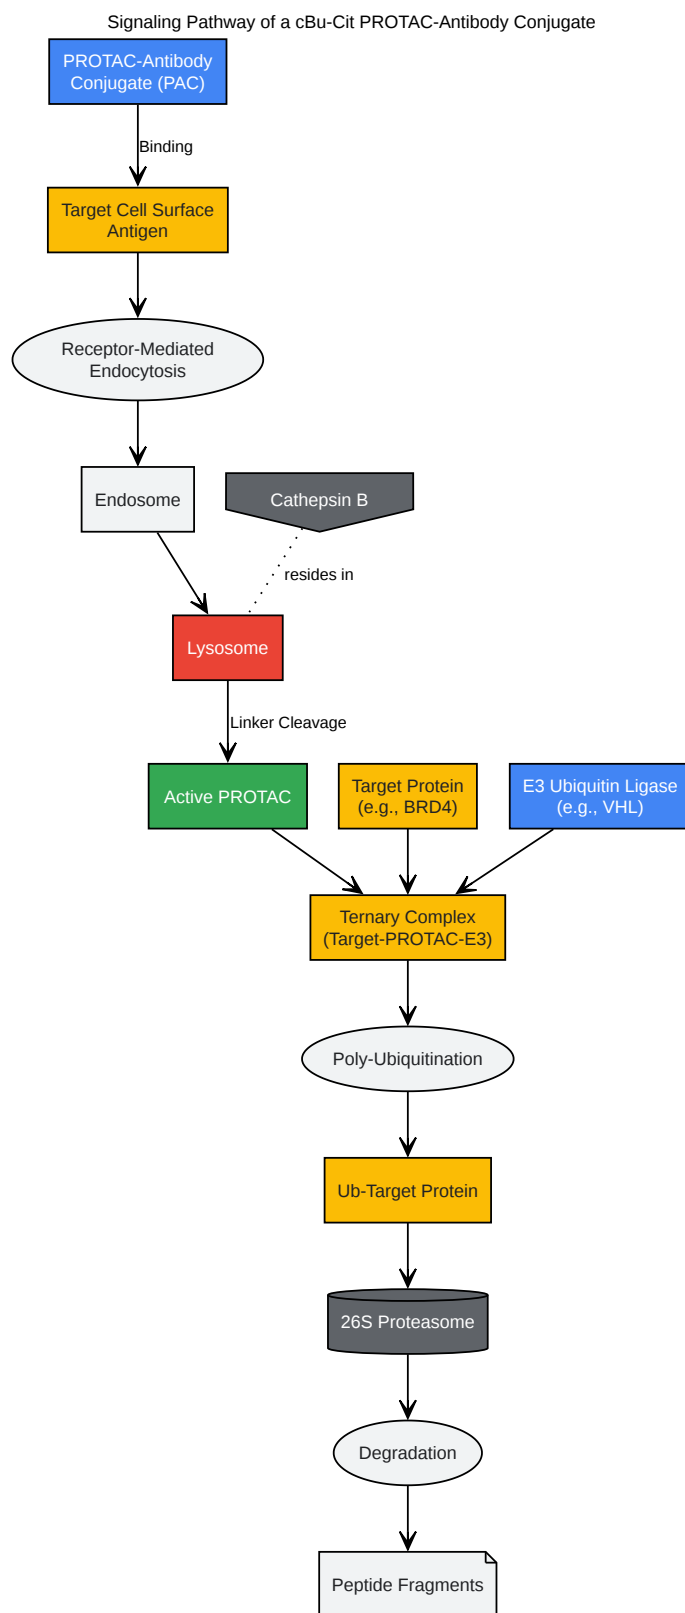 Signaling Pathway of a cBu-Cit PROTAC-Antibody Conjugate
PROTAC-Antibody
Conjugate (PAC)
Binding
Target Cell Surface
Antigen
Receptor-Mediated
Endocytosis
Endosome
Cathepsin B
resides in
Lysosome
Linker Cleavage
Active PROTAC
Target Protein
(e.g., BRD4)
E3 Ubiquitin Ligase
(e.g., VHL)
Ternary Complex
(Target-PROTAC-E3)
Poly-Ubiquitination
Ub-Target Protein
26S Proteasome
Degradation
Peptide Fragments